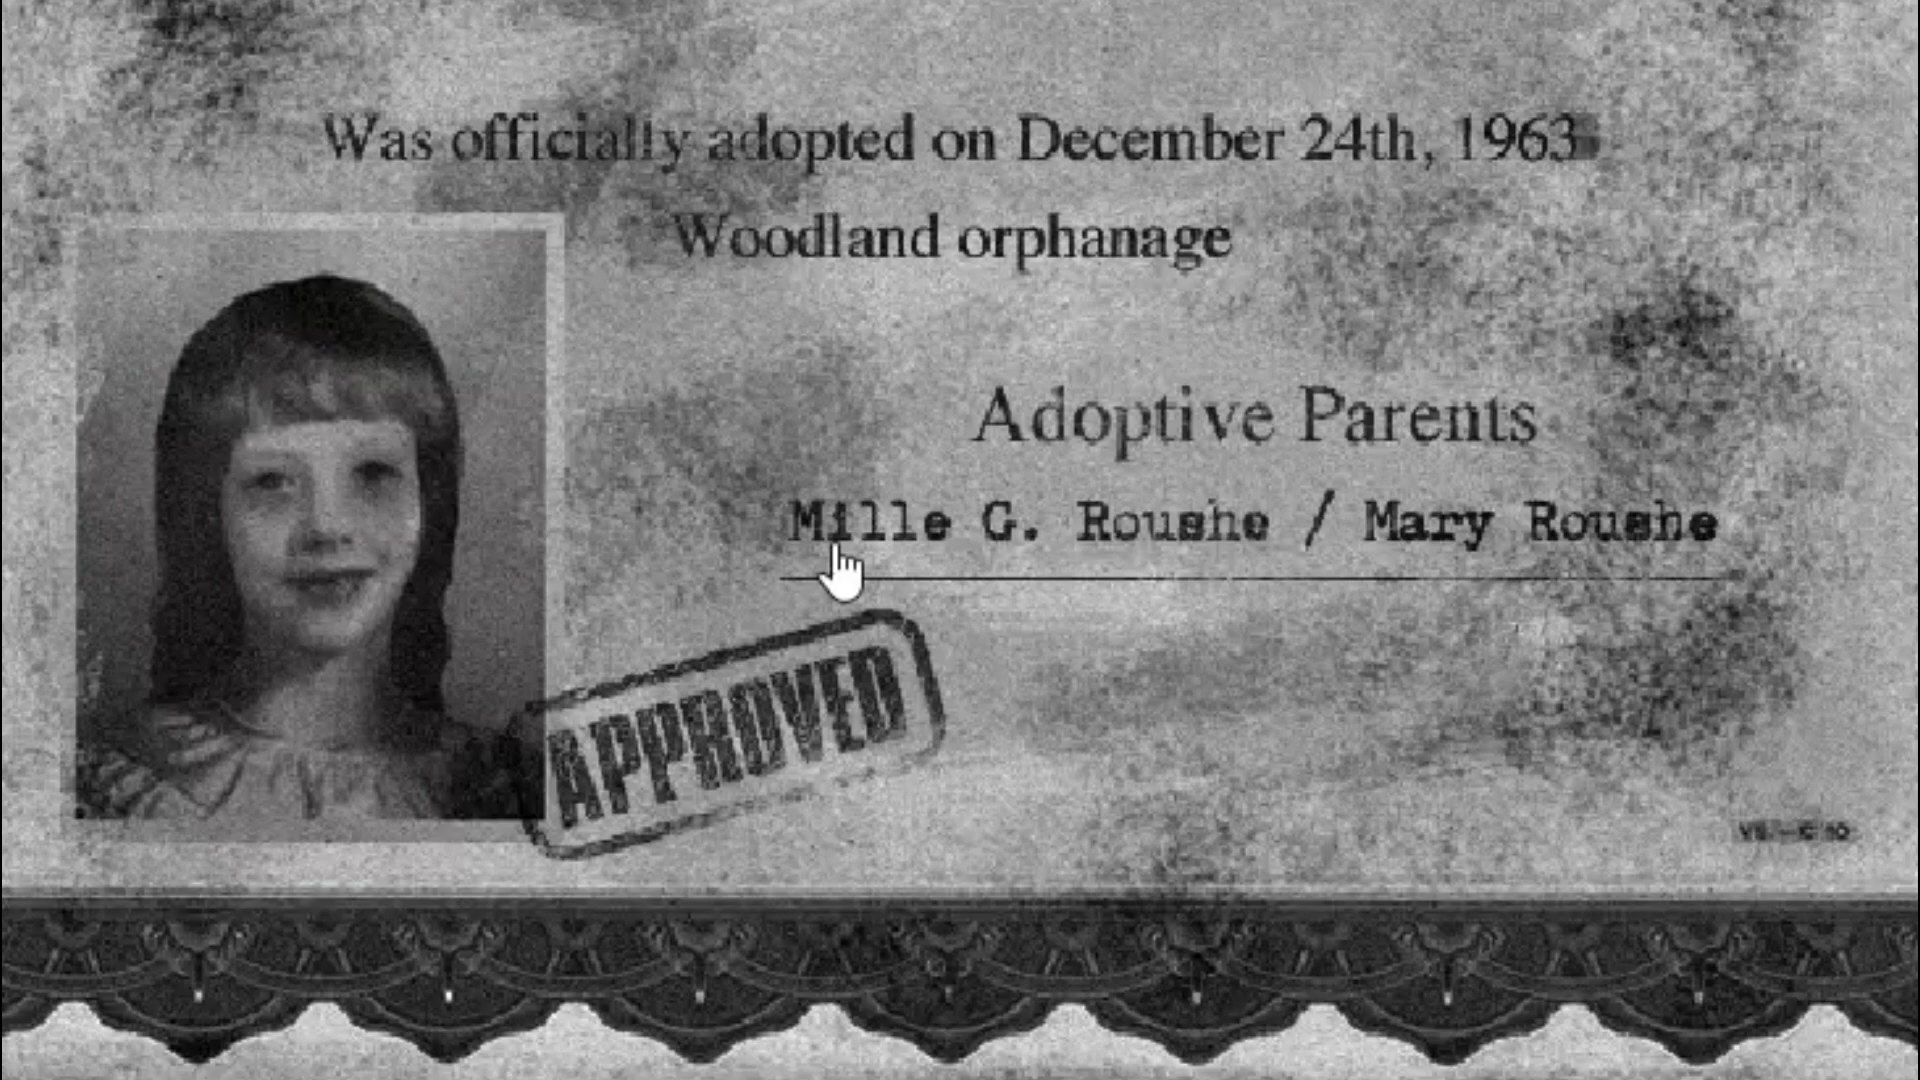 Was officially adopted on December 24th, 1963
Woodland orphanage
Adoptive Parents
Mille G. Roushe / Mary Roushe
APPROVED